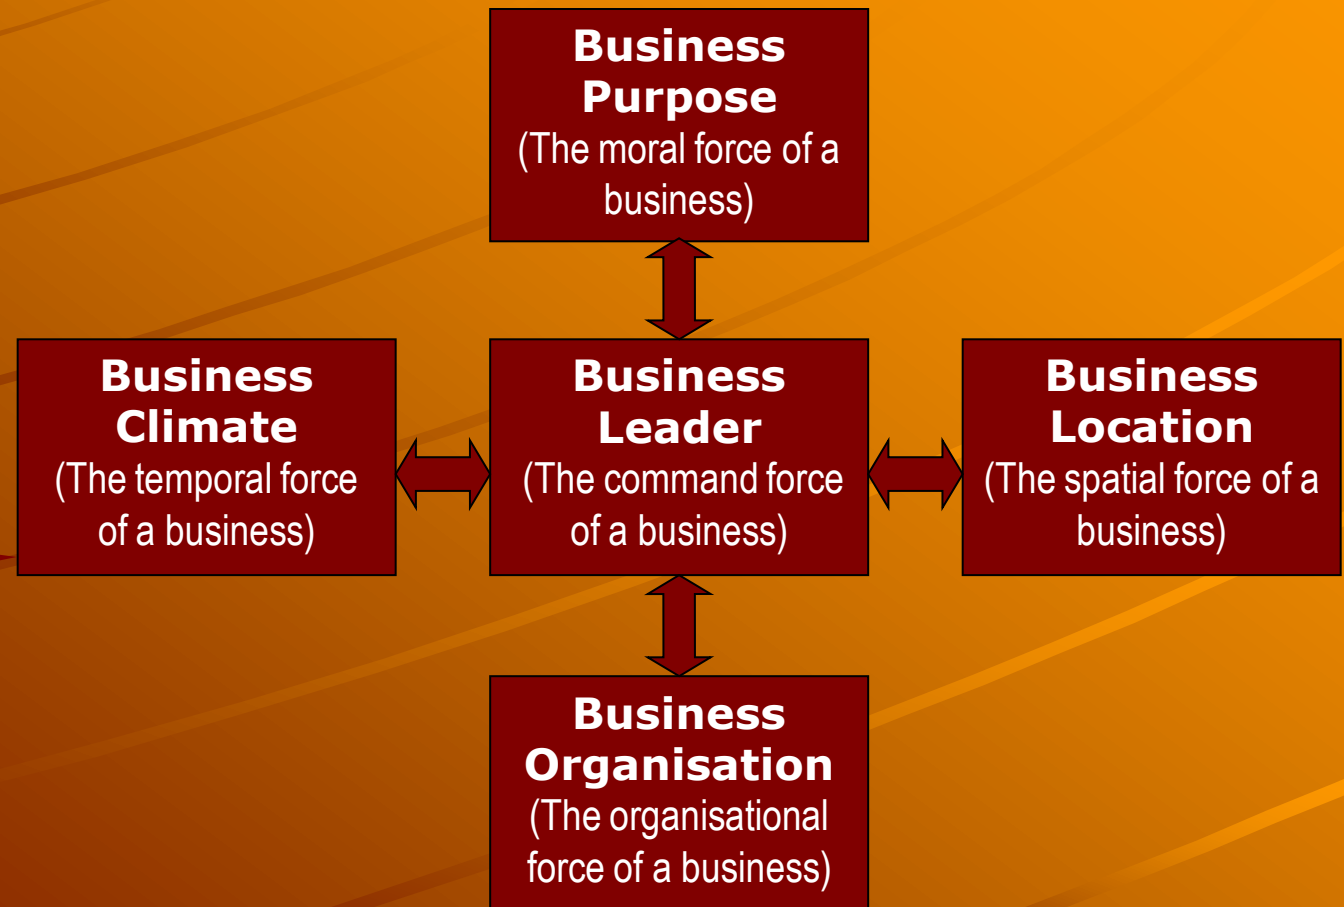 Business
Purpose
(The moral force of a
business)
Business
Climate
(The temporal force
of a business)
Business
Leader
(The command force
of a business)
Business
Location
(The spatial force of a
business)
Business
Organisation
(The organisational
force of a business)